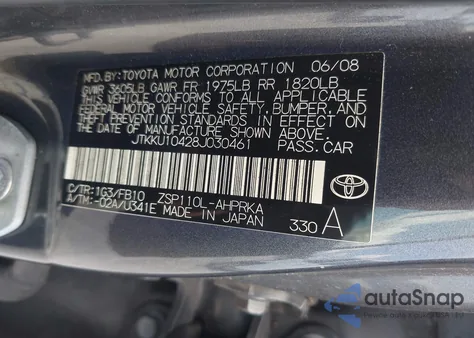 MFD.BY: TOYOTA MOTOR CORPORATION 06/08
GVWR 3605LB GAWR FR 1975LB RR 1820LB
THIS VEHICLE CONFORMS TO ALL APPLICABLE
FEDERAL MOTOR VEHICLE SAFETY, BUMPER, AND
THEFT PREVENTION STANDARDS IN EFFECT ON
THE DATE OF MANUFACTURE SHOWN ABOVE.
JTKKU10428J030461 PASS.CAR
C/TR:1G3/FB10 ZSP110L-AHPRKA
A/TM:-02A/U341E MADE IN JAPAN
330 A
TOYOTA
autoSnap